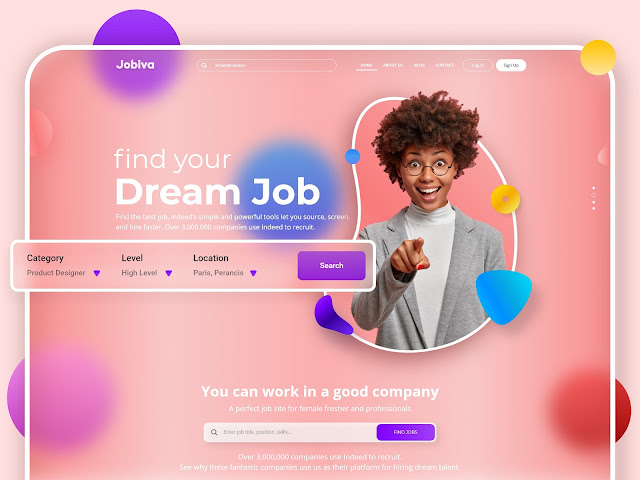 Jobiva
HOME ABOUT US BLOG CONTACT
Log in
Sign Up
find your
Dream Job
Find the best job, indeed's simple and powerful tools let you source, screen,
and hire faster. Over 3,000,000 companies use Indeed to recruit.
Category Level Location
Product Designer High Level Paris, Perancis
Search
You can work in a good company
A perfect job site for female fresher and professionals
Enter job title, position, skills...
FIND JOBS
Over 3,000,000 companies use Indeed to recruit.
See why these fantastic companies use us as their platform for hiring dream talent.